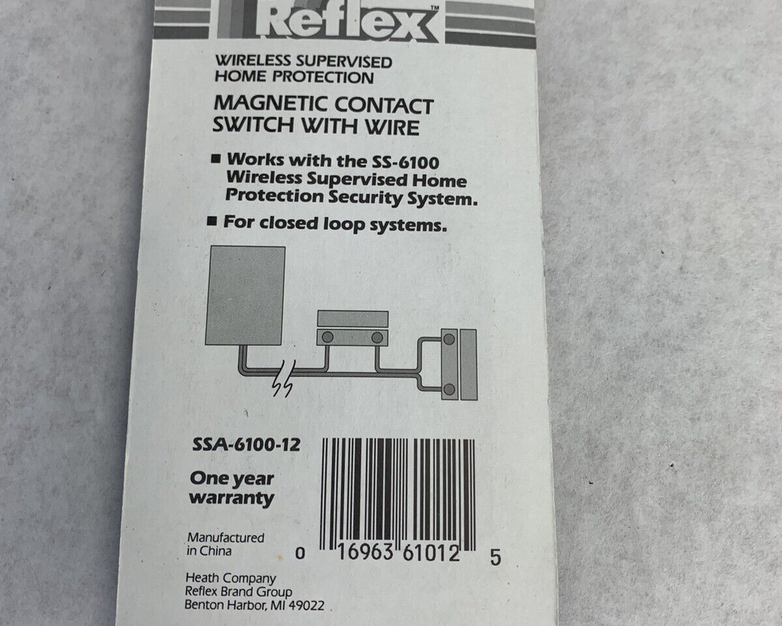 Reflex™
WIRELESS SUPERVISED
HOME PROTECTION
MAGNETIC CONTACT
SWITCH WITH WIRE
■ Works with the SS-6100
Wireless Supervised Home
Protection Security System.
■ For closed loop systems.
SSA-6100-12
One year
warranty
Manufactured
in China
0 16963 61012 5
Heath Company
Reflex Brand Group
Benton Harbor, MI 49022